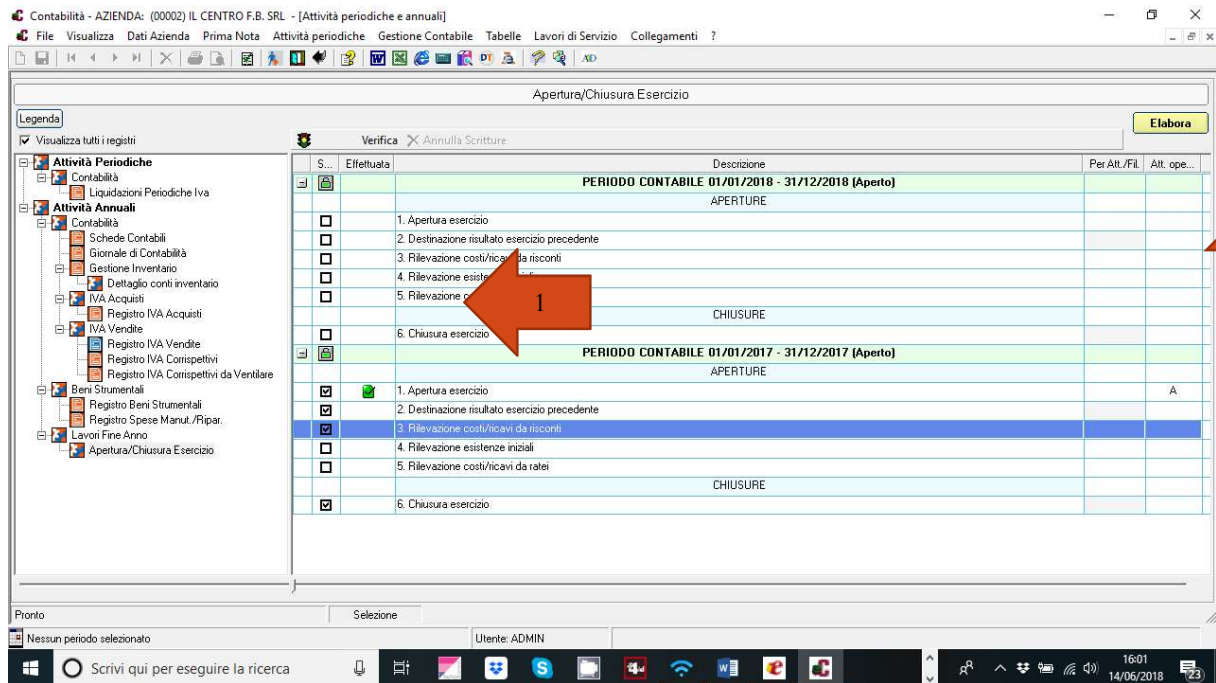 Contabilità - AZIENDA: (00002) IL CENTRO F.B. SRL - [Attività periodiche e annuali]
File Visualizza Dati Azienda Prima Nota Attività periodiche Gestione Contabile Tabelle Lavori di Servizio Collegamenti ?
Apertura/Chiusura Esercizio
Legenda
Elabora
Visualizza tutti i registri
Verifica Annulla Scritture
Attività Periodiche
Contabilità
Liquidazioni Periodiche Iva
Attività Annuali
Contabilità
Schede Contabili
Giornale di Contabilità
Gestione Inventario
Dettaglio conti inventario
IVA Acquisti
Registro IVA Acquisti
IVA Vendite
Registro IVA Vendite
Registro IVA Corrispettivi
Registro IVA Corrispettivi da Ventilare
Beni Strumentali
Registro Beni Strumentali
Registro Spese Manut./Ripar.
Lavori Fine Anno
Apertura/Chiusura Esercizio
S... Effettuata Descrizione Per Att./Fil. Att. ope...
PERIODO CONTABILE 01/01/2018 - 31/12/2018 (Aperto)
APERTURE
1. Apertura esercizio
2. Destinazione risultato esercizio precedente
3. Rilevazione costi/ricavi da risconti
4. Rilevazione
5. Rilevazione
1
CHIUSURE
6. Chiusura esercizio
PERIODO CONTABILE 01/01/2017 - 31/12/2017 (Aperto)
APERTURE
1. Apertura esercizio A
2. Destinazione risultato esercizio precedente
3. Rilevazione costi/ricavi da risconti
4. Rilevazione esistenze iniziali
5. Rilevazione costi/ricavi da ratei
CHIUSURE
6. Chiusura esercizio
Pronto Selezione
Nessun periodo selezionato Utente: ADMIN
Scrivi qui per eseguire la ricerca
16:01
14/06/2018
23